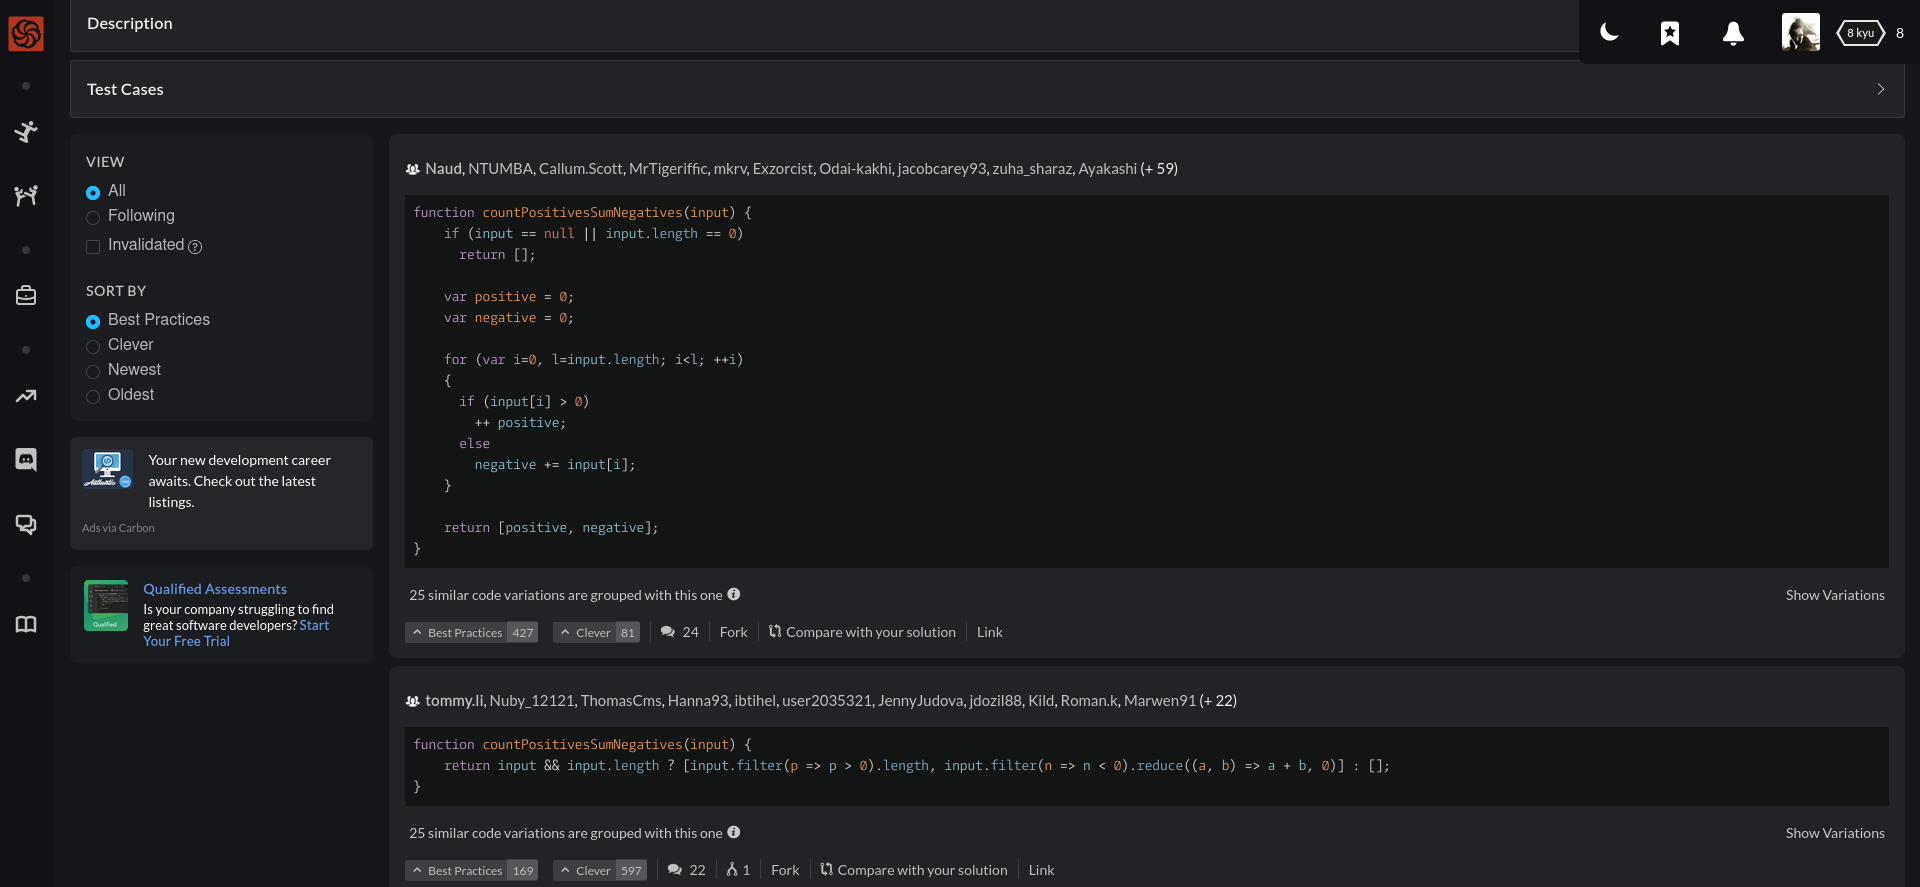 Description
8 kyu
8
Test Cases
VIEW
All
Following
Invalidated ?
SORT BY
Best Practices
Clever
Newest
Oldest
Your new development career
awaits. Check out the latest
listings.
Ads via Carbon
Qualified
Qualified Assessments
Is your company struggling to find
great software developers? Start
Your Free Trial
Naud, NTUMBA, Callum.Scott, MrTigeriffic, mkrv, Exzorcist, Odai-kakhi, jacobcarey93, zuha_sharaz, Ayakashi (+ 59)
function countPositivesSumNegatives(input) {
    if (input == null || input.length == 0)
      return [];
    var positive = 0;
    var negative = 0;
    for (var i=0, l=input.length; i<l; ++i)
    {
      if (input[i] > 0)
        ++ positive;
      else
        negative += input[i];
    }
    return [positive, negative];
}
25 similar code variations are grouped with this one
Show Variations
Best Practices 427 Clever 81 24 Fork Compare with your solution Link
tommy.li, Nuby_12121, ThomasCms, Hanna93, ibtihel, user2035321, JennyJudova, jdozil88, Kild, Roman.k, Marwen91 (+ 22)
function countPositivesSumNegatives(input) {
    return input && input.length ? [input.filter(p => p > 0).length, input.filter(n => n < 0).reduce((a, b) => a + b, 0)] : [];
}
25 similar code variations are grouped with this one
Show Variations
Best Practices 169 Clever 597 22 1 Fork Compare with your solution Link